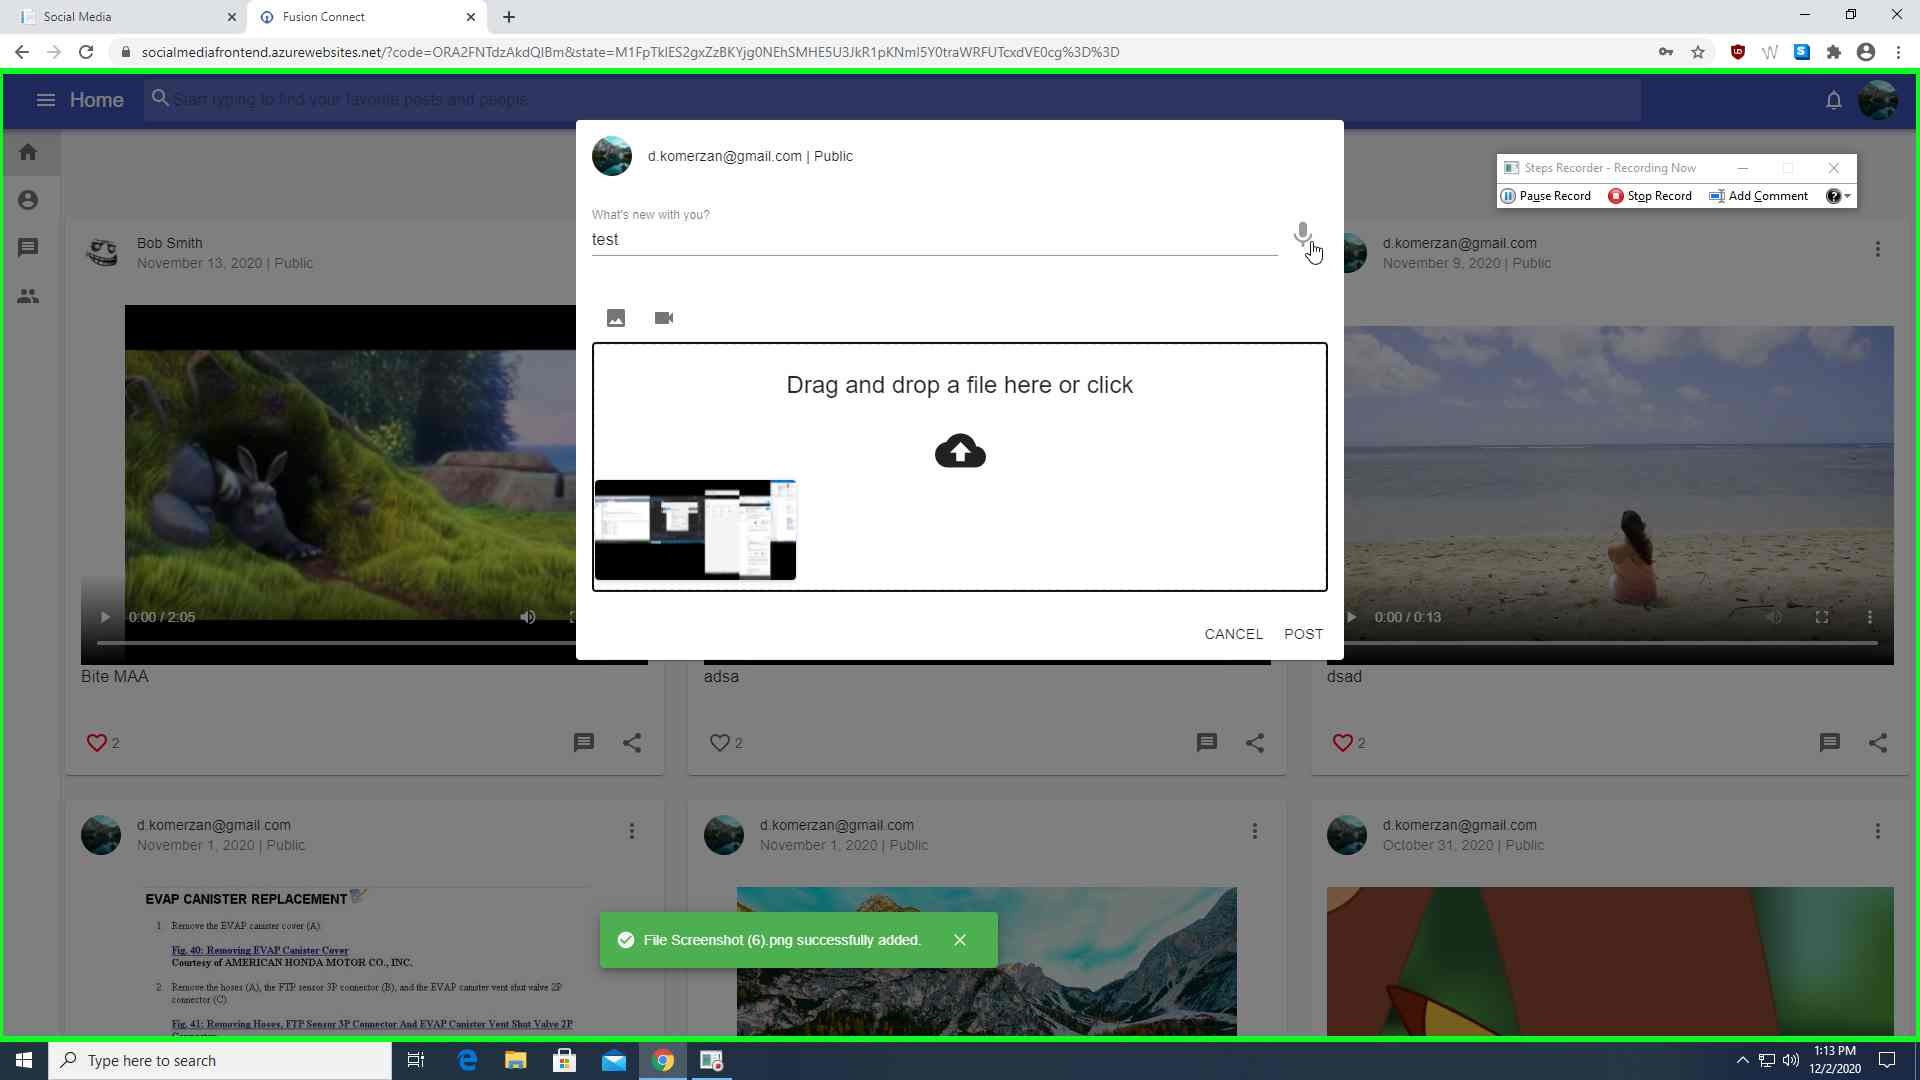 Social Media
Fusion Connect
socialmediafrontend.azurewebsites.net/?code=ORA2FNTdzAkdQIBm&state=M1FpTklES2gxZzBKYjg0NEhSMHE5U3JkR1pKNml5Y0traWRFUTcxdVE0cg%3D%3D
Home
Start typing to find your favorite posts and people
d.komerzan@gmail.com | Public
What's new with you?
test
Drag and drop a file here or click
CANCEL
POST
Steps Recorder - Recording Now
Pause Record
Stop Record
Add Comment
Bob Smith
November 13, 2020 | Public
0:00 / 2:05
Bite MAA
2
adsa
2
d.komerzan@gmail.com
November 9, 2020 | Public
0:00 / 0:13
dsad
2
d.komerzan@gmail.com
November 1, 2020 | Public
EVAP CANISTER REPLACEMENT
1. Remove the EVAP canister cover (A)
Fig. 40: Removing EVAP Canister Cover
Courtesy of AMERICAN HONDA MOTOR CO., INC.
2. Remove the hoses (A), the FTP sensor 3P connector (B), and the EVAP canister vent shut valve 2P
connector (C)
Fig. 41: Removing Hoses, FTP Sensor 3P Connector And EVAP Canister Vent Shut Valve 2P
d.komerzan@gmail.com
November 1, 2020 | Public
d.komerzan@gmail.com
October 31, 2020 | Public
File Screenshot (6).png successfully added.
Type here to search
1:13 PM
12/2/2020